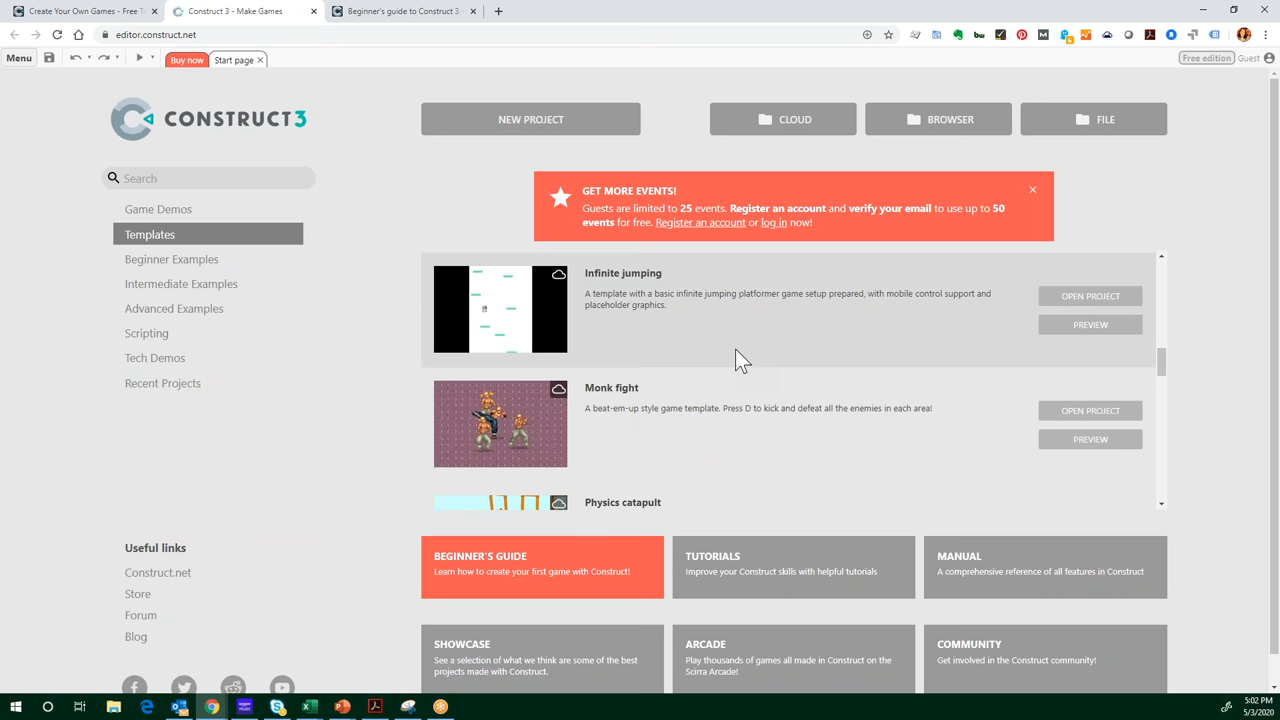 Create Your Own Games - Free T
Construct 3 - Make Games
Beginner's guide to Construct 3 -
editor.construct.net
Menu
Buy now
Start page
Free edition
Guest
CONSTRUCT 3
NEW PROJECT
CLOUD
BROWSER
FILE
Search
GET MORE EVENTS!
Guests are limited to 25 events. Register an account and verify your email to use up to 50
events for free. Register an account or log in now!
Game Demos
Templates
Beginner Examples
Intermediate Examples
Advanced Examples
Scripting
Tech Demos
Recent Projects
Infinite jumping
A template with a basic infinite jumping platformer game setup prepared, with mobile control support and
placeholder graphics.
OPEN PROJECT
PREVIEW
Monk fight
A beat-em-up style game template. Press D to kick and defeat all the enemies in each area!
OPEN PROJECT
PREVIEW
Physics catapult
Useful links
Construct.net
Store
Forum
Blog
BEGINNER'S GUIDE
Learn how to create your first game with Construct!
TUTORIALS
Improve your Construct skills with helpful tutorials
MANUAL
A comprehensive reference of all features in Construct
SHOWCASE
See a selection of what we think are some of the best
projects made with Construct.
ARCADE
Play thousands of games all made in Construct on the
Scirra Arcade!
COMMUNITY
Get involved in the Construct community!
5:02 PM
5/3/2020